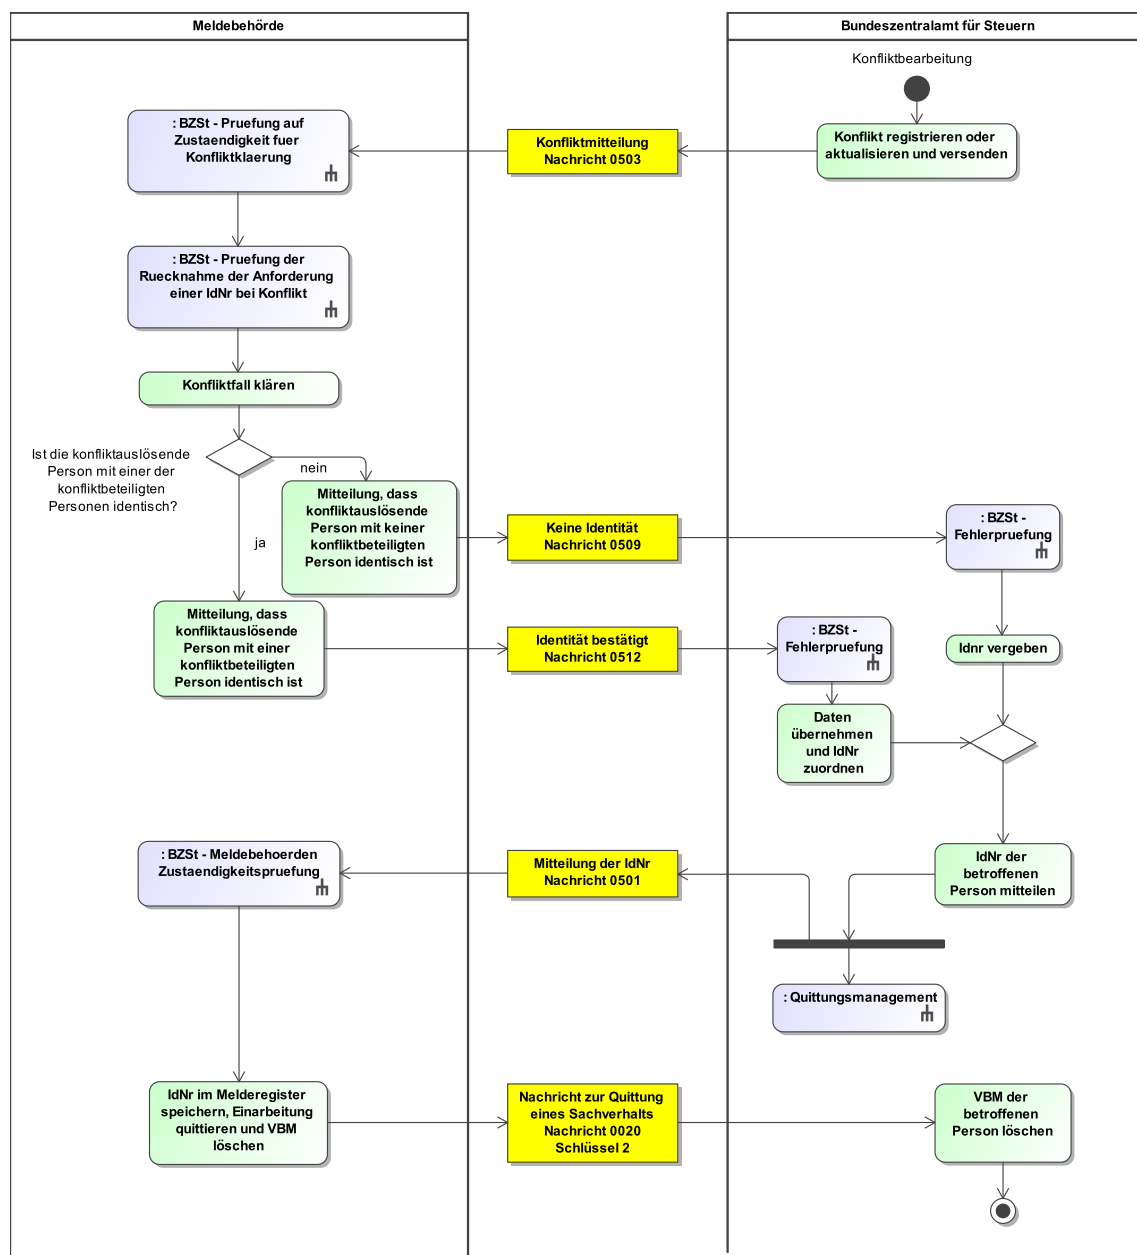 Meldebehörde
Bundeszentralamt für Steuern
Konfliktbearbeitung
: BZSt - Pruefung auf
Zustaendigkeit fuer
Konfliktklaerung
Konfliktmitteilung
Nachricht 0503
Konflikt registrieren oder
aktualisieren und versenden
: BZSt - Pruefung der
Ruecknahme der Anforderung
einer IdNr bei Konflikt
Konfliktfall klären
Ist die konfliktauslösende
Person mit einer der
konfliktbeteiligten
Personen identisch?
nein
ja
Mitteilung, dass
konfliktauslösende
Person mit keiner
konfliktbeteiligten
Person identisch ist
Keine Identität
Nachricht 0509
: BZSt -
Fehlerpruefung
Mitteilung, dass
konfliktauslösende
Person mit einer
konfliktbeteiligten
Person identisch ist
Identität bestätigt
Nachricht 0512
: BZSt -
Fehlerpruefung
Idnr vergeben
Daten
übernehmen
und IdNr
zuordnen
: BZSt - Meldebehoerden
Zustaendigkeitspruefung
Mitteilung der IdNr
Nachricht 0501
IdNr der
betroffenen
Person mitteilen
: Quittungsmanagement
IdNr im Melderegister
speichern, Einarbeitung
quittieren und VBM
löschen
Nachricht zur Quittung
eines Sachverhalts
Nachricht 0020
Schlüssel 2
VBM der
betroffenen
Person löschen